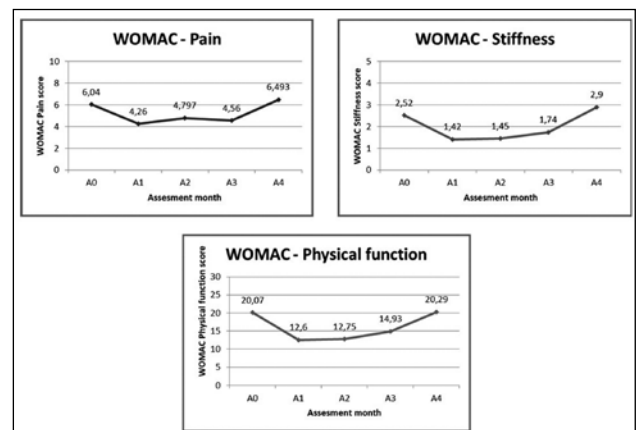 WOMAC - Pain
WOMAC Pain score
10
8
6
4
2
0
6,04
4,26
4,797
4,56
6,493
A0 A1 A2 A3 A4
Assesment month
WOMAC - Stiffness
WOMAC Stiffness score
5
4
3
2
1
0
2,52
1,42
1,45
1,74
2,9
A0 A1 A2 A3 A4
Assesment month
WOMAC - Physical function
WOMAC Physical function score
30
25
20
15
10
5
0
20,07
12,6
12,75
14,93
20,29
A0 A1 A2 A3 A4
Assesment month